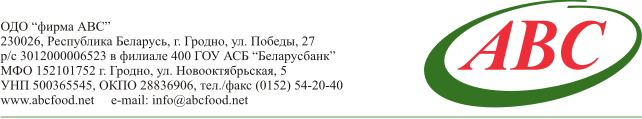 ОДО “фирма АВС”
230026, Республика Беларусь, г. Гродно, ул. Победы, 27
р/с 3012000006523 в филиале 400 ГОУ АСБ “Беларусбанк”
МФО 152101752 г. Гродно, ул. Новооктябрьская, 5
УНП 500365545, ОКПО 28836906, тел./факс (0152) 54-20-40
www.abcfood.net e-mail: info@abcfood.net
ABC